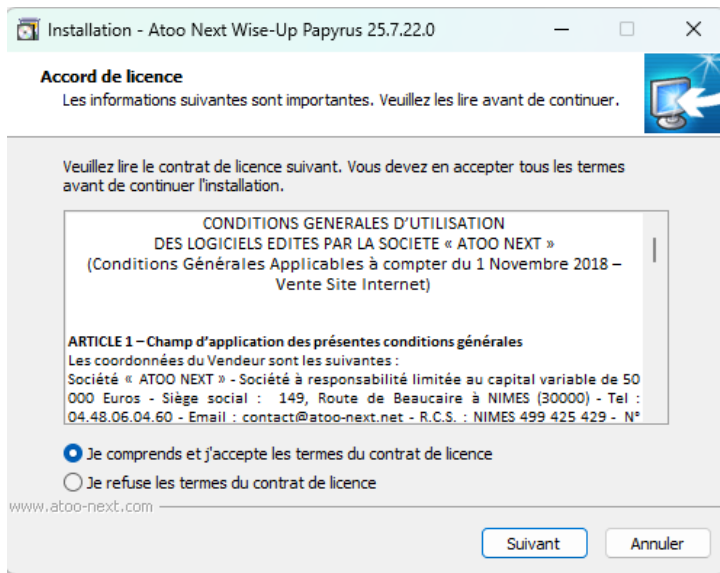 Installation - Atoo Next Wise-Up Papyrus 25.7.22.0
Accord de licence
Les informations suivantes sont importantes. Veuillez les lire avant de continuer.
Veuillez lire le contrat de licence suivant. Vous devez en accepter tous les termes
avant de continuer l'installation.
CONDITIONS GENERALES D'UTILISATION
DES LOGICIELS EDITES PAR LA SOCIETE « ATOO NEXT »
(Conditions Générales Applicables à compter du 1 Novembre 2018 –
Vente Site Internet)
ARTICLE 1 – Champ d'application des présentes conditions générales
Les coordonnées du Vendeur sont les suivantes :
Société « ATOO NEXT » - Société à responsabilité limitée au capital variable de 50
000 Euros - Siège social : 149, Route de Beaucaire à NIMES (30000) - Tel :
04.48.06.04.60 - Email : contact@atoo-next.net - R.C.S. : NIMES 499 425 429 - N°
Je comprends et j'accepte les termes du contrat de licence
Je refuse les termes du contrat de licence
www.atoo-next.com
Suivant
Annuler